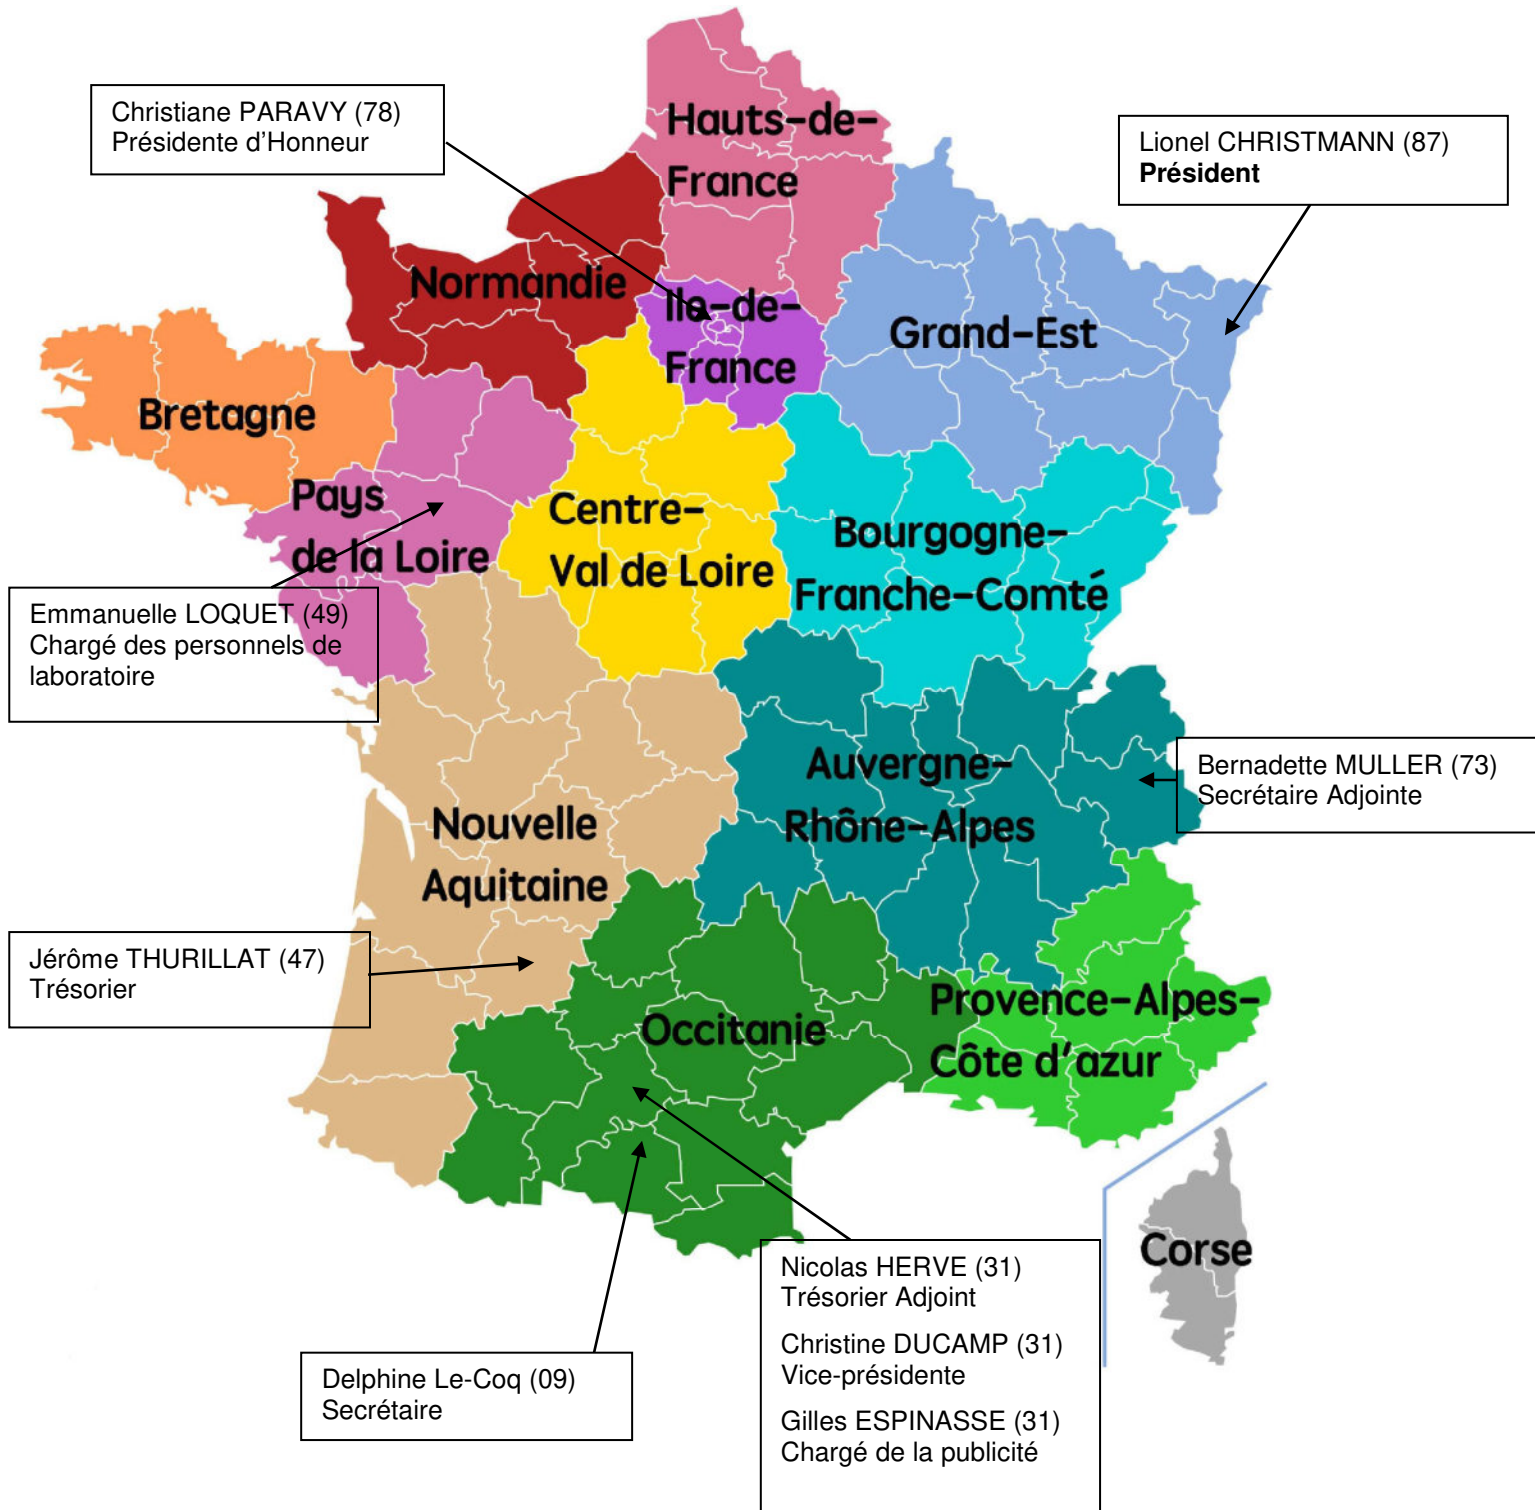 Christiane PARAVY (78)
Présidente d’Honneur
Hauts-de-
France
Lionel CHRISTMANN (87)
Président
Normandie
Ile-de-
France
Grand-Est
Bretagne
Pays
de la Loire
Centre-
Val de Loire
Bourgogne-
Franche-Comté
Emmanuelle LOQUET (49)
Chargé des personnels de
laboratoire
Auvergne-
Rhône-Alpes
Bernadette MULLER (73)
Secrétaire Adjointe
Nouvelle
Aquitaine
Jérôme THURILLAT (47)
Trésorier
Occitanie
Provence-Alpes-
Côte d’azur
Corse
Nicolas HERVE (31)
Trésorier Adjoint
Christine DUCAMP (31)
Vice-présidente
Gilles ESPINASSE (31)
Chargé de la publicité
Delphine Le-Coq (09)
Secrétaire